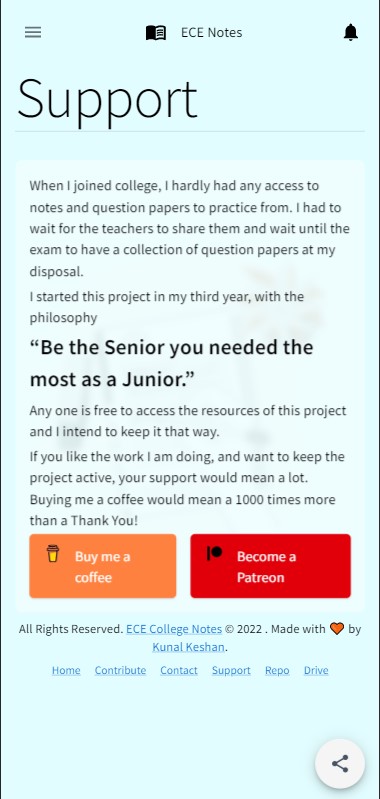 ECE Notes
Support
When I joined college, I hardly had any access to
notes and question papers to practice from. I had to
wait for the teachers to share them and wait until the
exam to have a collection of question papers at my
disposal.
I started this project in my third year, with the
philosophy
“Be the Senior you needed the
most as a Junior.”
Any one is free to access the resources of this project
and I intend to keep it that way.
If you like the work I am doing, and want to keep the
project active, your support would mean a lot.
Buying me a coffee would mean a 1000 times more
than a Thank You!
Buy me a
coffee
Become a
Patreon
All Rights Reserved. ECE College Notes © 2022 . Made with 🧡 by
Kunal Keshan.
Home Contribute Contact Support Repo Drive